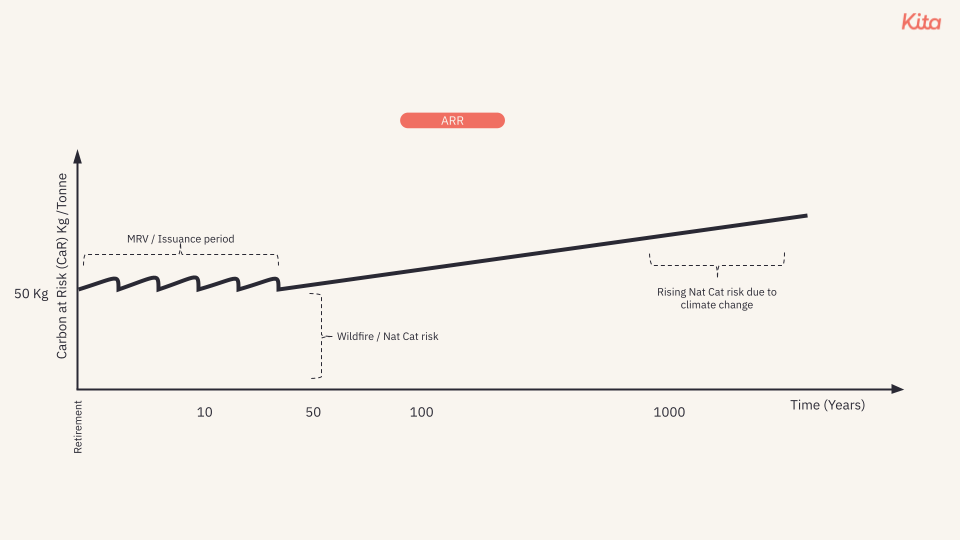 Kita
ARR
Carbon at Risk (CaR) Kg /Tonne
MRV / Issuance period
50 Kg
Rising Nat Cat risk due to
climate change
Wildfire / Nat Cat risk
Retirement
10
50
100
1000
Time (Years)